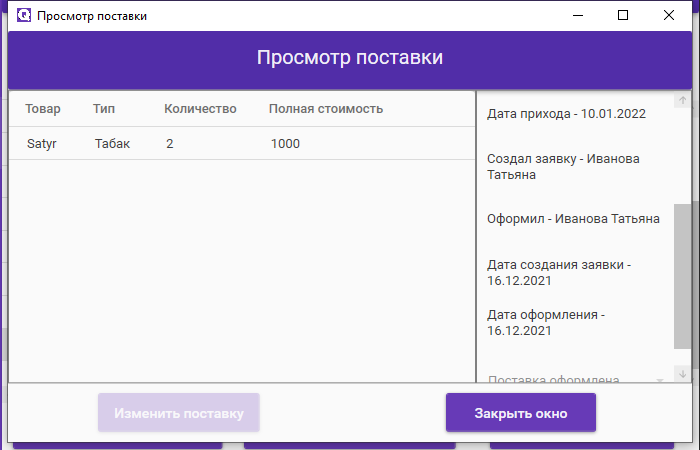 Просмотр поставки
Просмотр поставки
Товар Тип Количество Полная стоимость
Satyr Табак 2 1000
Дата прихода - 10.01.2022
Создал заявку - Иванова
Татьяна
Оформил - Иванова Татьяна
Дата создания заявки -
16.12.2021
Дата оформления -
16.12.2021
Поставка оформлена
Изменить поставку
Закрыть окно